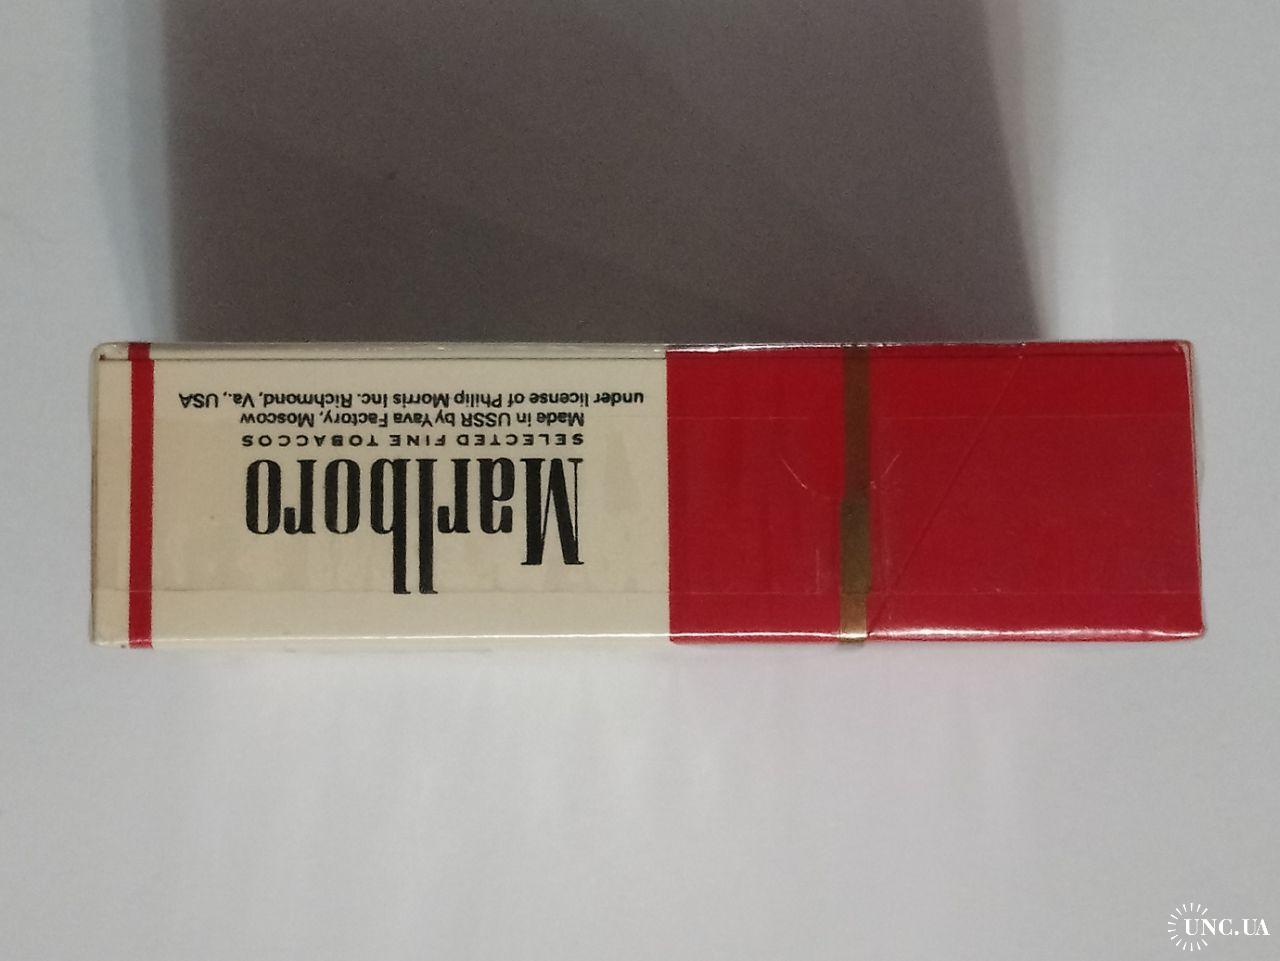 Marlboro
SELECTED FINE TOBACCOS
Made in USSR by Yava Factory, Moscow
under license of Philip Morris Inc. Richmond, Va., USA
UNC.UA